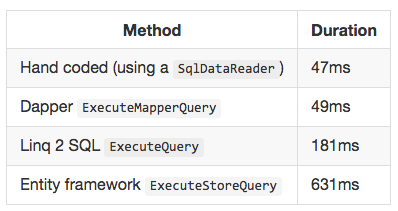 Method Duration
Hand coded (using a SqlDataReader) 47ms
Dapper ExecuteMapperQuery 49ms
Linq 2 SQL ExecuteQuery 181ms
Entity framework ExecuteStoreQuery 631ms